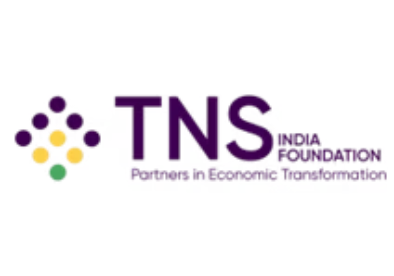 TNS INDIA
FOUNDATION
Partners in Economic Transformation